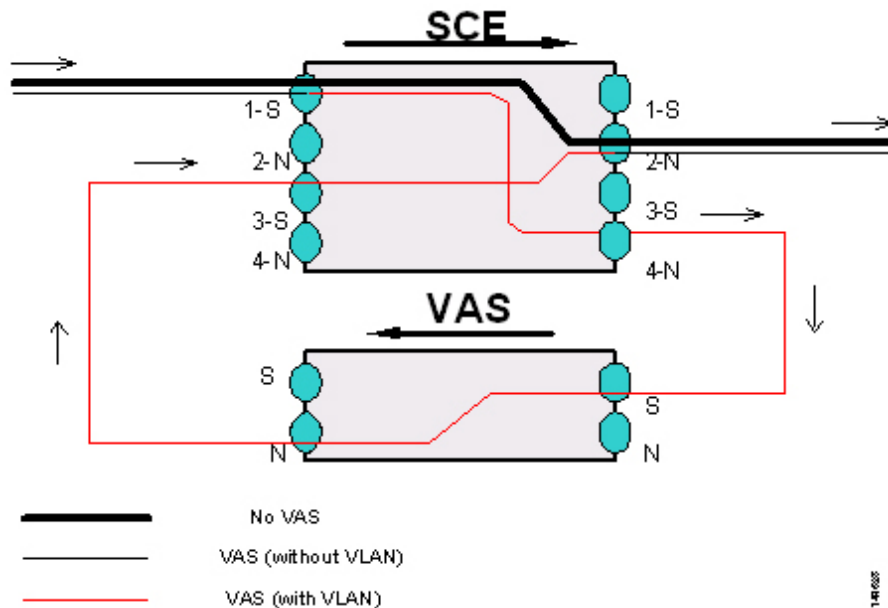 SCE
1-S
1-S
2-N
2-N
3-S
3-S
4-N
4-N
VAS
S
S
N
N
No VAS
VAS (without VLAN)
VAS (with VLAN)